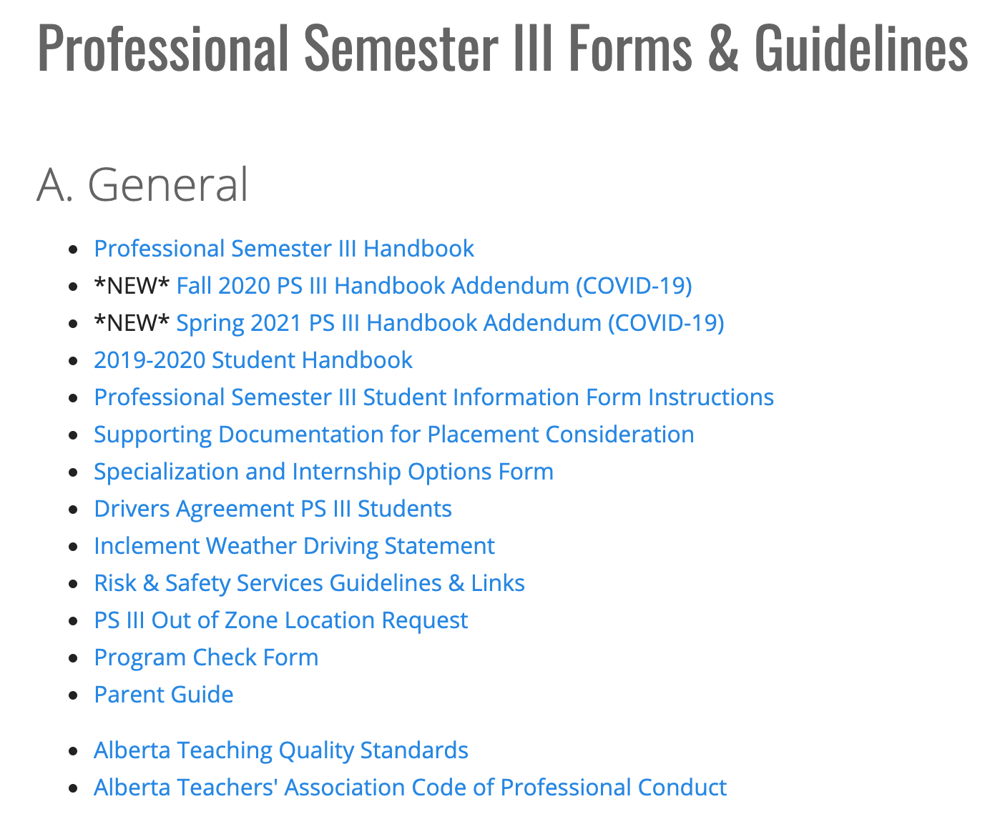 Professional Semester III Forms & Guidelines
A. General
Professional Semester III Handbook
*NEW* Fall 2020 PS III Handbook Addendum (COVID-19)
*NEW* Spring 2021 PS III Handbook Addendum (COVID-19)
2019-2020 Student Handbook
Professional Semester III Student Information Form Instructions
Supporting Documentation for Placement Consideration
Specialization and Internship Options Form
Drivers Agreement PS III Students
Inclement Weather Driving Statement
Risk & Safety Services Guidelines & Links
PS III Out of Zone Location Request
Program Check Form
Parent Guide
Alberta Teaching Quality Standards
Alberta Teachers' Association Code of Professional Conduct